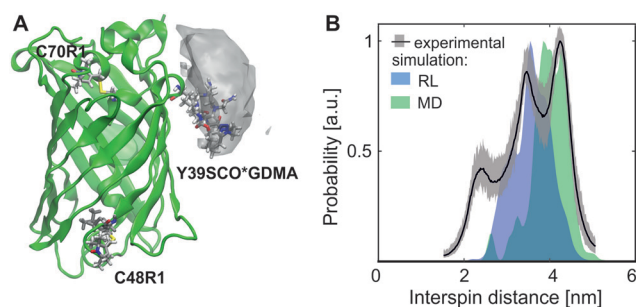 A
C70R1
Y39SCO*GDMA
C48R1
B
Probability [a.u.]
1
0.5
experimental
simulation:
RL
MD
0 2 4 6
Interspin distance [nm]